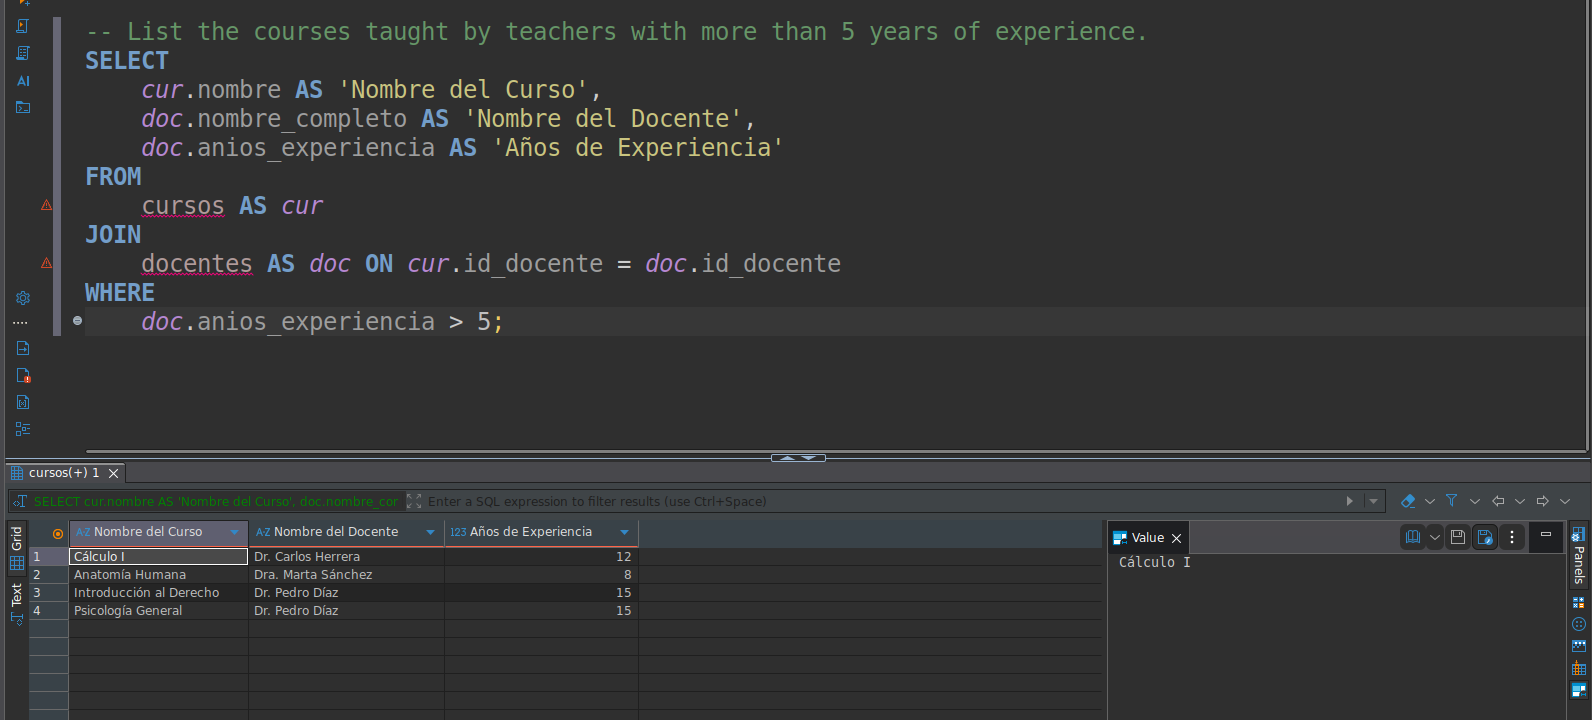 -- List the courses taught by teachers with more than 5 years of experience.
SELECT
cur.nombre AS 'Nombre del Curso',
doc.nombre_completo AS 'Nombre del Docente',
doc.anios_experiencia AS 'Años de Experiencia'
FROM
cursos AS cur
JOIN
docentes AS doc ON cur.id_docente = doc.id_docente
WHERE
doc.anios_experiencia > 5;
AI
cursos(+) 1
SELECT cur.nombre AS 'Nombre del Curso', doc.nombre_cor
Enter a SQL expression to filter results (use Ctrl+Space)
Grid
Text
A-Z Nombre del Curso A-Z Nombre del Docente 123 Años de Experiencia
1 Cálculo I Dr. Carlos Herrera 12
2 Anatomía Humana Dra. Marta Sánchez 8
3 Introducción al Derecho Dr. Pedro Díaz 15
4 Psicología General Dr. Pedro Díaz 15
Value
Cálculo I
Panels